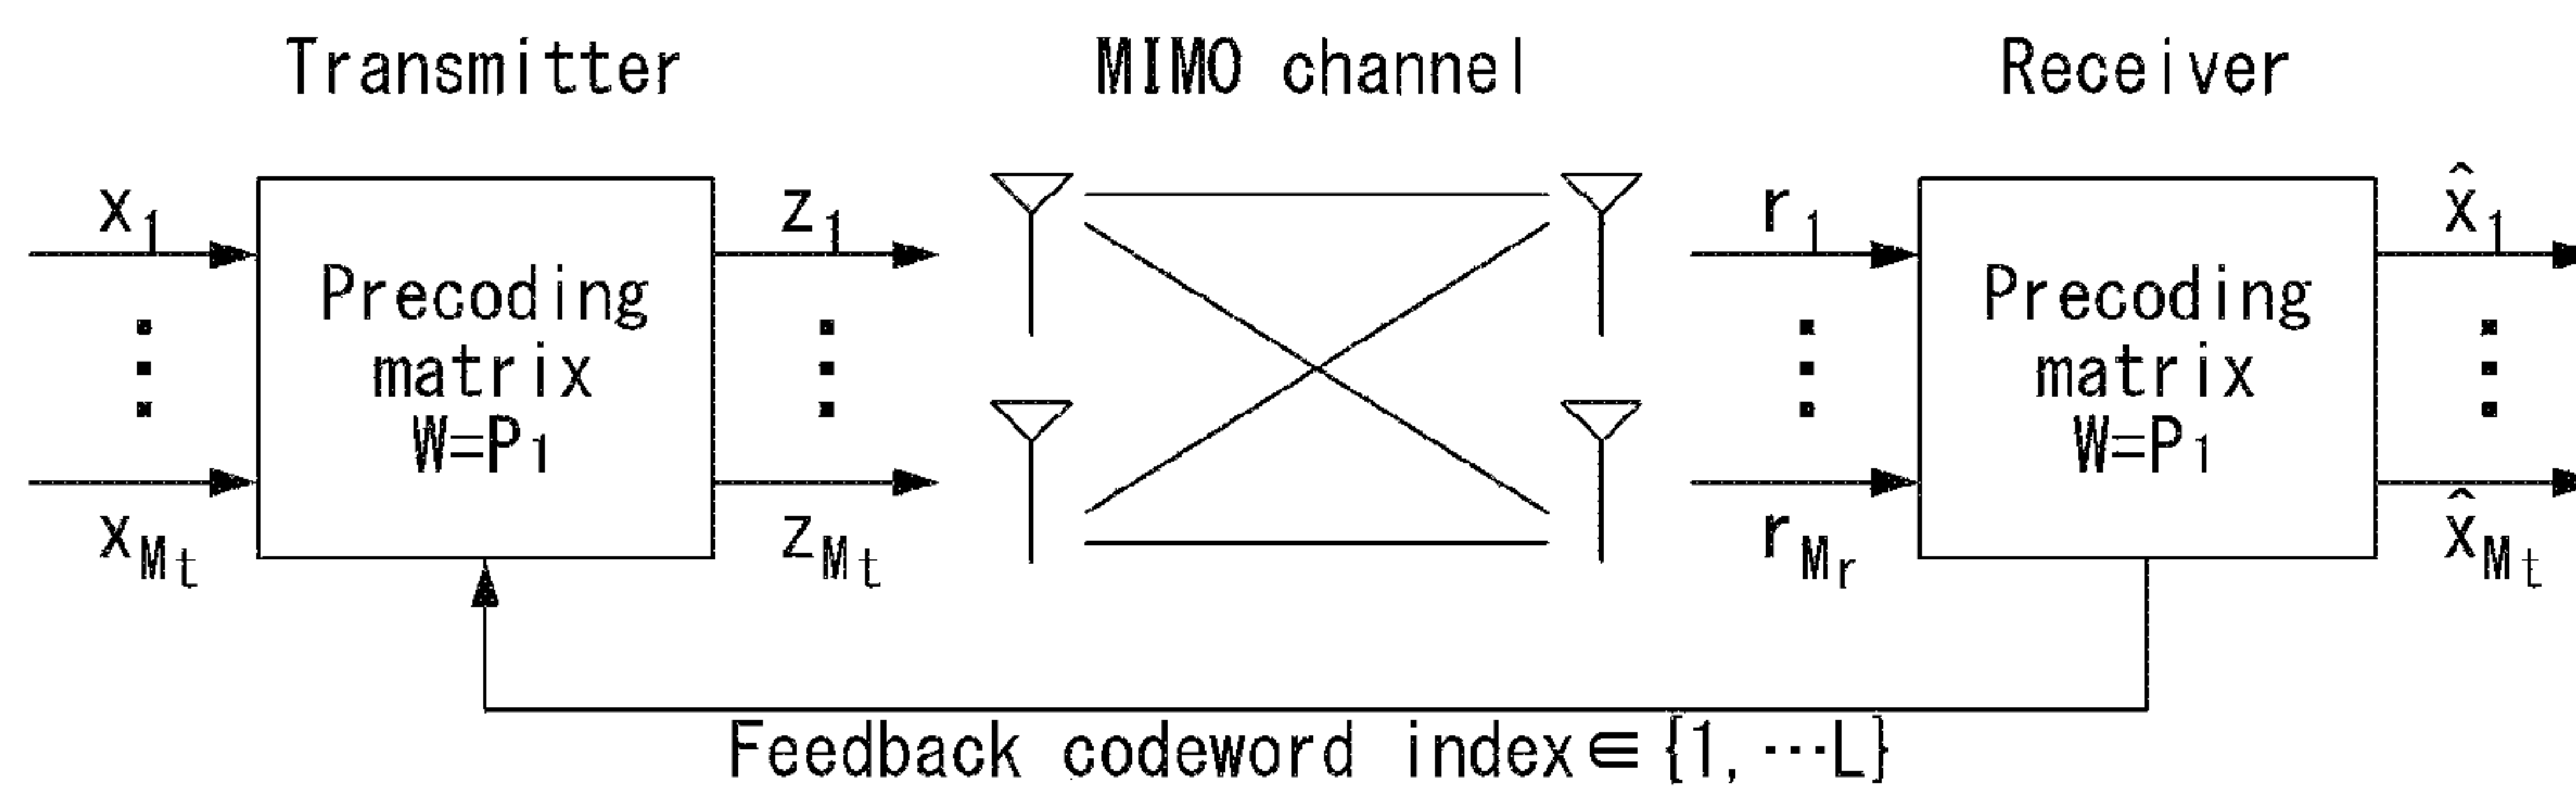 Transmitter MIMO channel Receiver
x1 z1 r1 x̂1
Precoding
matrix
W=P1
Precoding
matrix
W=P1
xMt zMt rMr x̂Mt
Feedback codeword index∈{1, ···L}